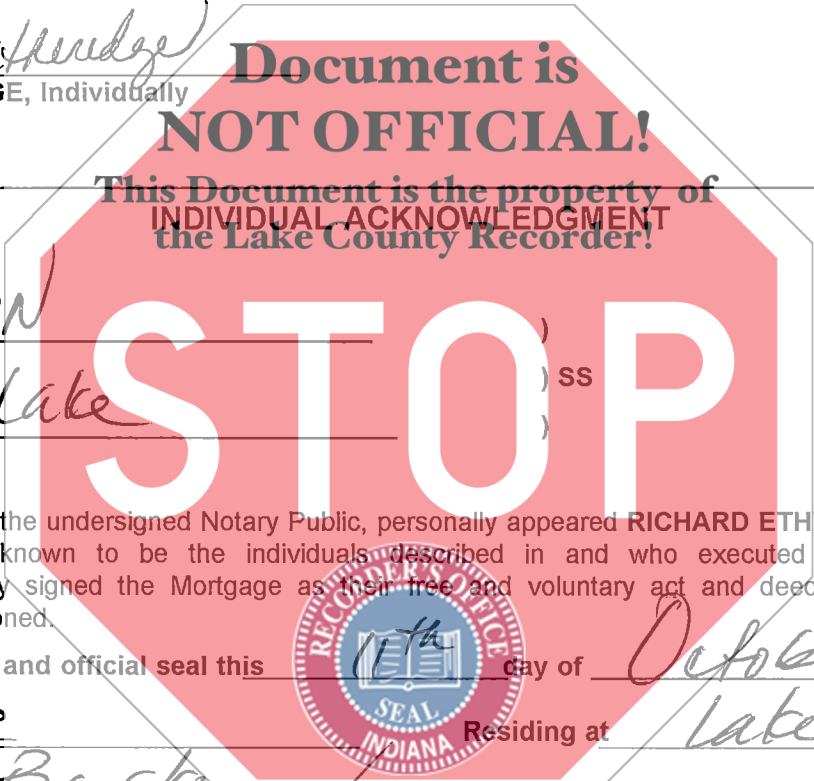 theredge
Document is
E, Individually
NOT OFFICIAL!
This Document is the property of
INDIVIDUAL ACKNOWLEDGMENT
the Lake County Recorder!
N )
STOP
) SS
Lake
)
the undersigned Notary Public, personally appeared RICHARD ETH
known to be the individuals described in and who executed
y signed the Mortgage as their free and voluntary act and deed
ned.
RECORDER'S OFFICE
and official seal this 11th day of Octob
SEAL
INDIANA
Residing at Lake